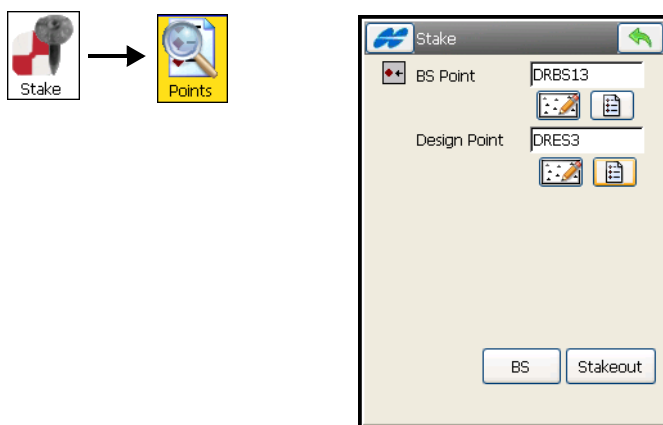 Stake
Points
Stake
BS Point
DRBS13
Design Point
DRES3
BS
Stakeout